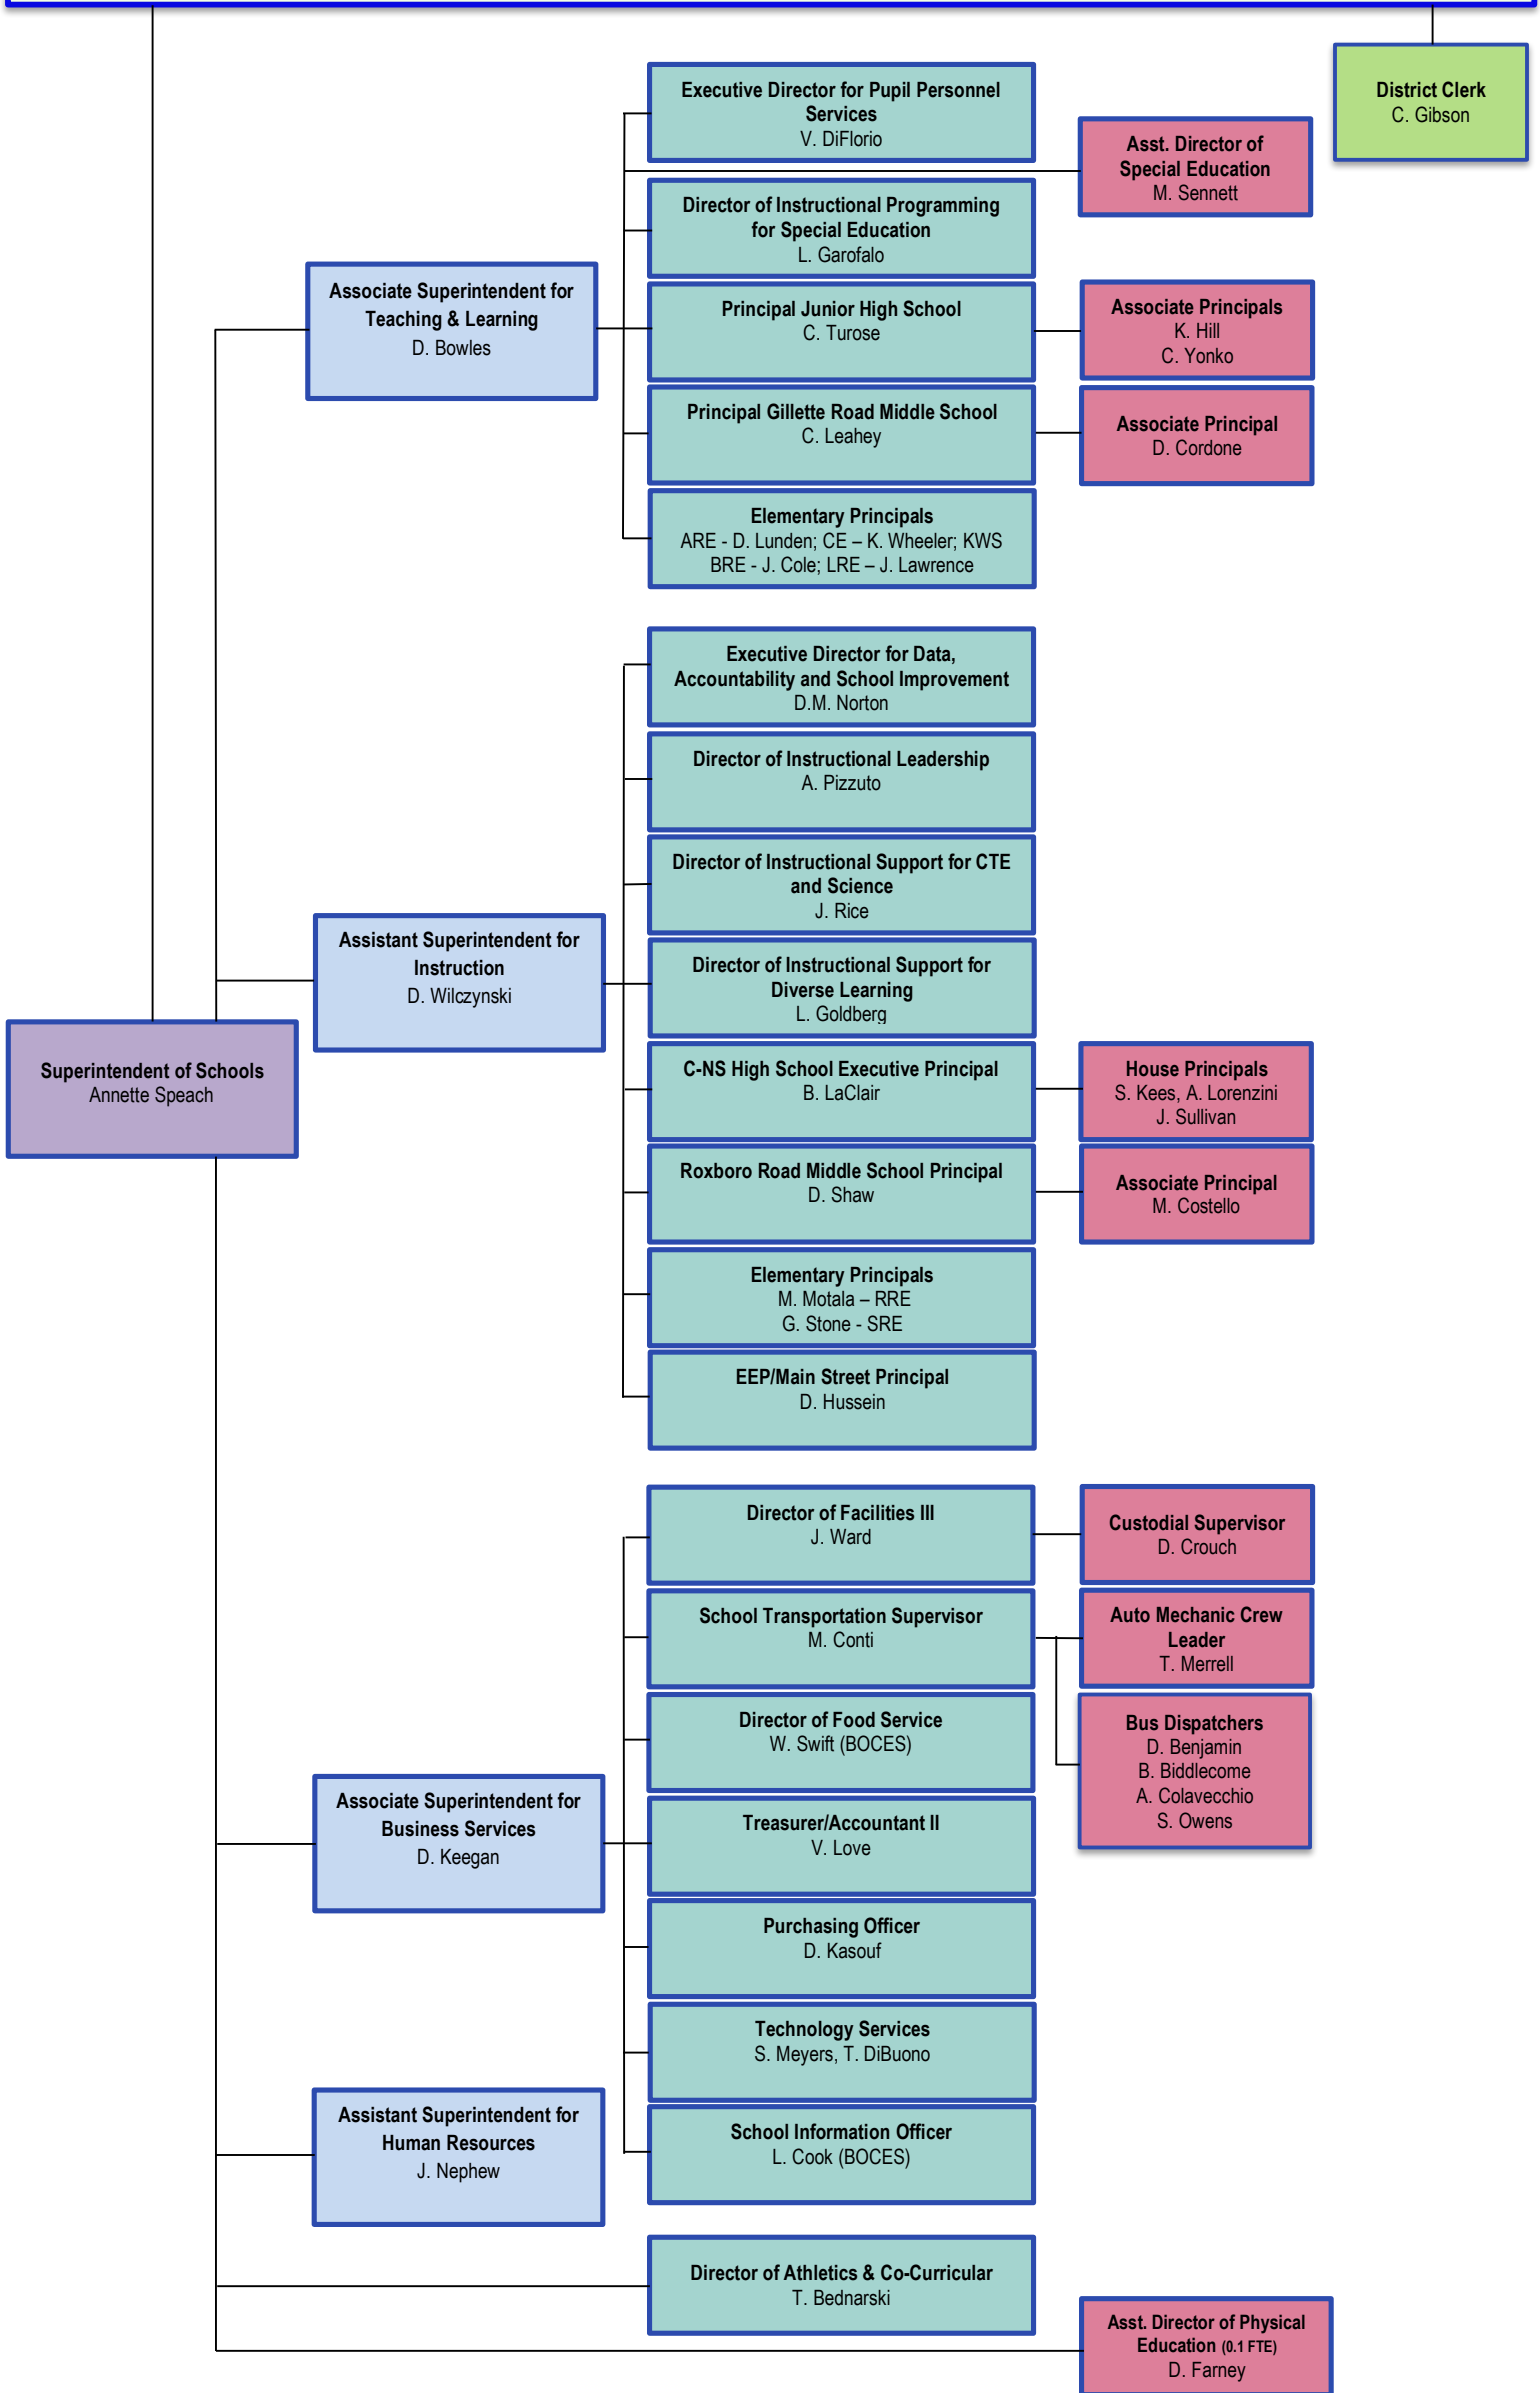 District Clerk
C. Gibson
Executive Director for Pupil Personnel
Services
V. DiFlorio
Asst. Director of
Special Education
M. Sennett
Director of Instructional Programming
for Special Education
L. Garofalo
Associate Superintendent for
Teaching & Learning
D. Bowles
Principal Junior High School
C. Turose
Associate Principals
K. Hill
C. Yonko
Principal Gillette Road Middle School
C. Leahey
Associate Principal
D. Cordone
Elementary Principals
ARE - D. Lunden; CE – K. Wheeler; KWS
BRE - J. Cole; LRE – J. Lawrence
Executive Director for Data,
Accountability and School Improvement
D.M. Norton
Director of Instructional Leadership
A. Pizzuto
Director of Instructional Support for CTE
and Science
J. Rice
Assistant Superintendent for
Instruction
D. Wilczynski
Director of Instructional Support for
Diverse Learning
L. Goldberg
Superintendent of Schools
Annette Speach
C-NS High School Executive Principal
B. LaClair
House Principals
S. Kees, A. Lorenzini
J. Sullivan
Roxboro Road Middle School Principal
D. Shaw
Associate Principal
M. Costello
Elementary Principals
M. Motala – RRE
G. Stone - SRE
EEP/Main Street Principal
D. Hussein
Director of Facilities III
J. Ward
Custodial Supervisor
D. Crouch
School Transportation Supervisor
M. Conti
Auto Mechanic Crew
Leader
T. Merrell
Director of Food Service
W. Swift (BOCES)
Bus Dispatchers
D. Benjamin
B. Biddlecome
A. Colavecchio
S. Owens
Associate Superintendent for
Business Services
D. Keegan
Treasurer/Accountant II
V. Love
Purchasing Officer
D. Kasouf
Technology Services
S. Meyers, T. DiBuono
Assistant Superintendent for
Human Resources
J. Nephew
School Information Officer
L. Cook (BOCES)
Director of Athletics & Co-Curricular
T. Bednarski
Asst. Director of Physical
Education (0.1 FTE)
D. Farney